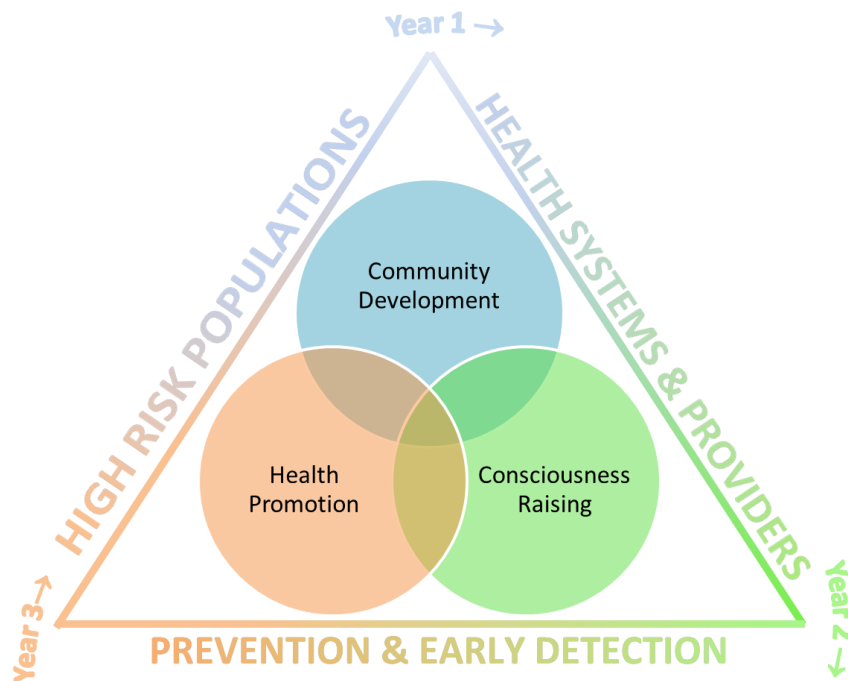 Year 1 →
HIGH RISK POPULATIONS
HEALTH SYSTEMS & PROVIDERS
Community
Development
Health
Promotion
Consciousness
Raising
Year 3→
Year 2 →
PREVENTION & EARLY DETECTION